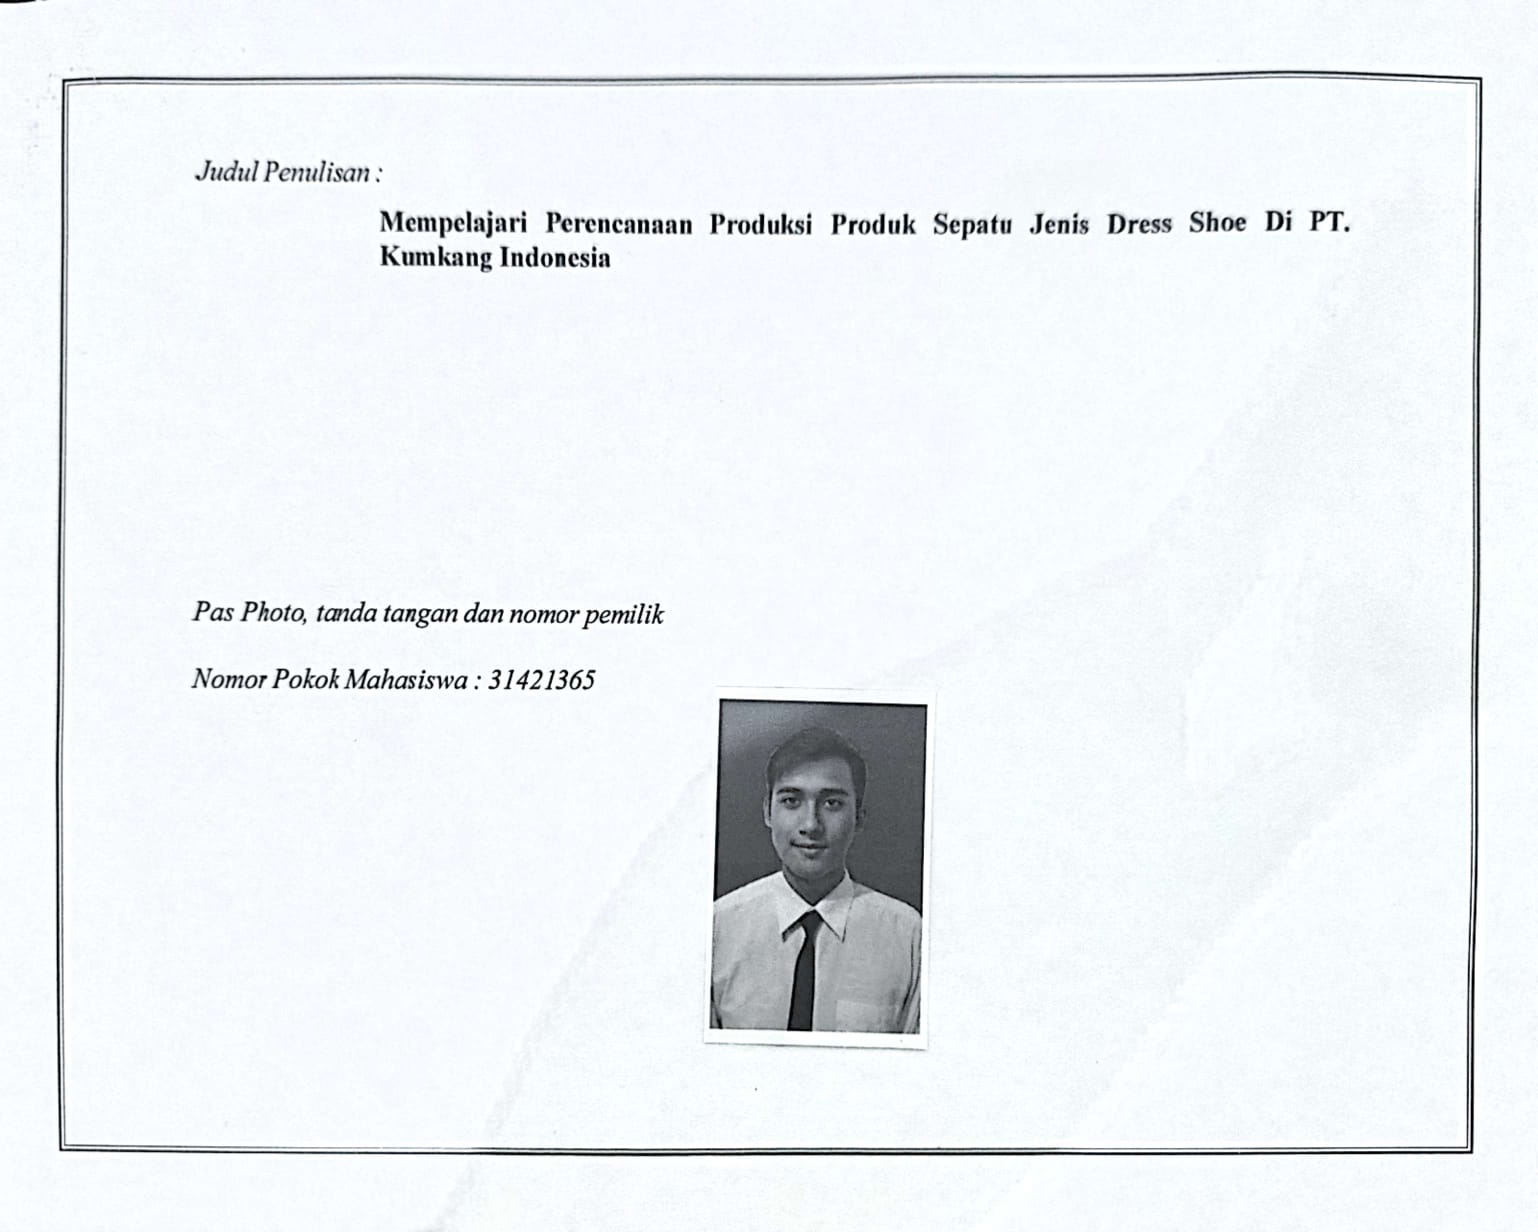 Judul Penulisan :
Mempelajari Perencanaan Produksi Produk Sepatu Jenis Dress Shoe Di PT.
Kumkang Indonesia
Pas Photo, tanda tangan dan nomor pemilik
Nomor Pokok Mahasiswa : 31421365